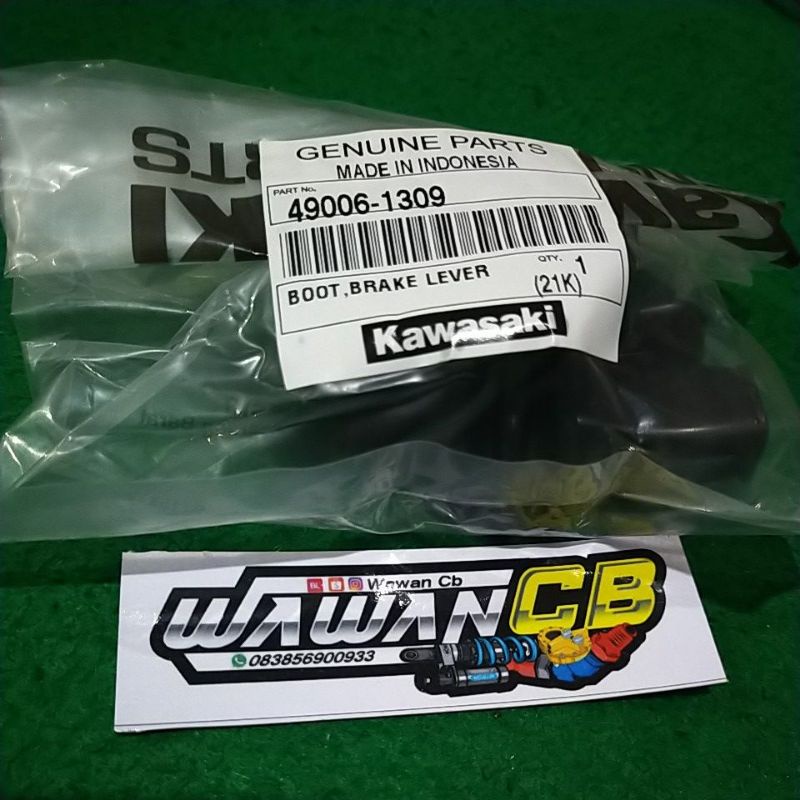 GENUINE PARTS
MADE IN INDONESIA
PART No.
49006-1309
BOOT,BRAKE LEVER
QTY. 1
(21K)
Kawasaki
Wawan Cb
WAWAN CB
083856900933